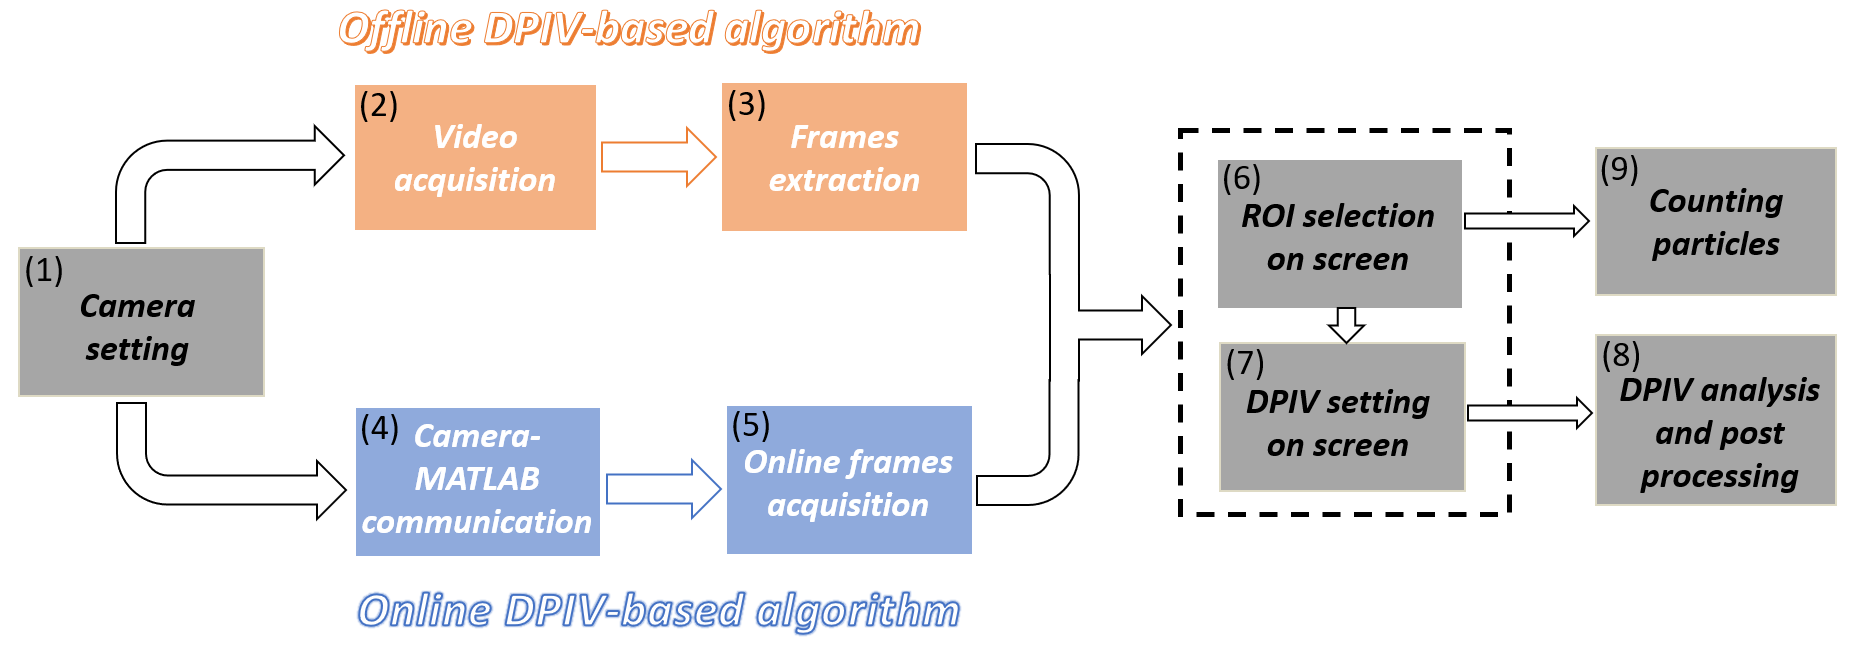 Offline DPIV-based algorithm
(1)
Camera
setting
(2)
Video
acquisition
(3)
Frames
extraction
(4)
Camera-
MATLAB
communication
(5)
Online frames
acquisition
(6)
ROI selection
on screen
(7)
DPIV setting
on screen
(9)
Counting
particles
(8)
DPIV analysis
and post
processing
Online DPIV-based algorithm